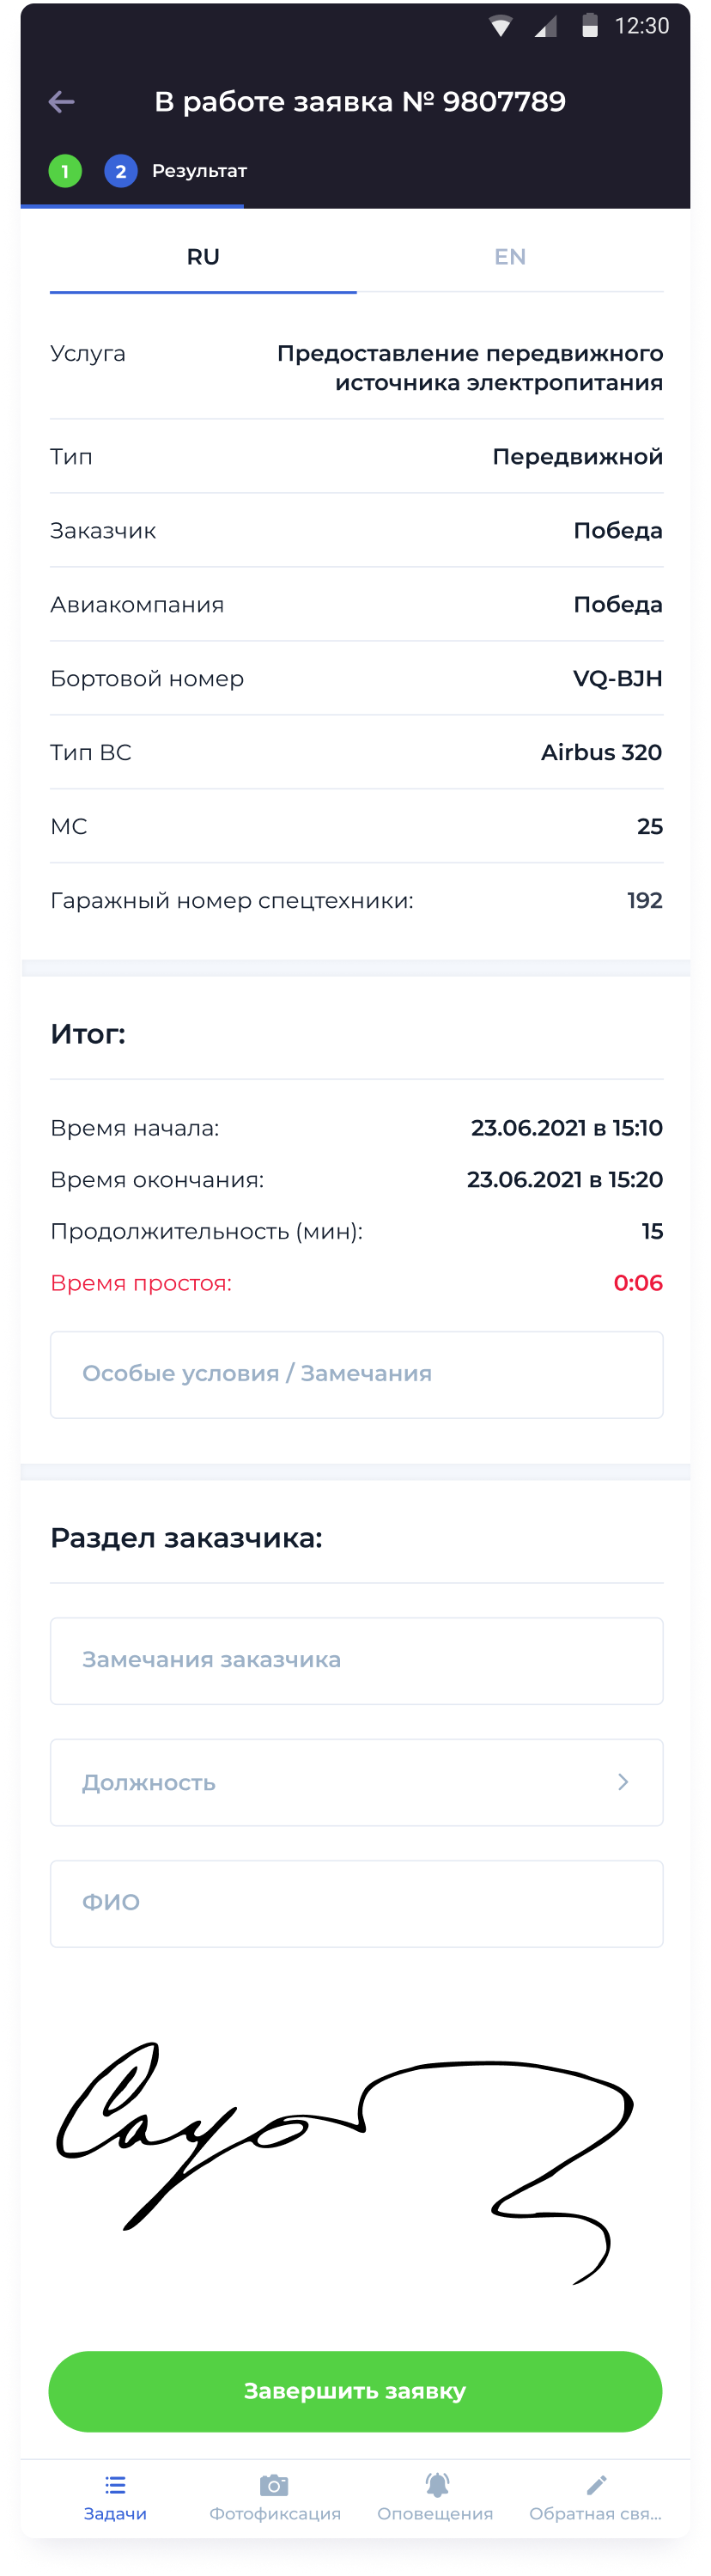 12:30
В работе заявка № 9807789
1 2 Результат
RU EN
Услуга Предоставление передвижного
источника электропитания
Тип Передвижной
Заказчик Победа
Авиакомпания Победа
Бортовой номер VQ-BJH
Тип ВС Airbus 320
МС 25
Гаражный номер спецтехники: 192
Итог:
Время начала: 23.06.2021 в 15:10
Время окончания: 23.06.2021 в 15:20
Продолжительность (мин): 15
Время простоя: 0:06
Особые условия / Замечания
Раздел заказчика:
Замечания заказчика
Должность
ФИО
Завершить заявку
Задачи Фотофиксация Оповещения Обратная свя...